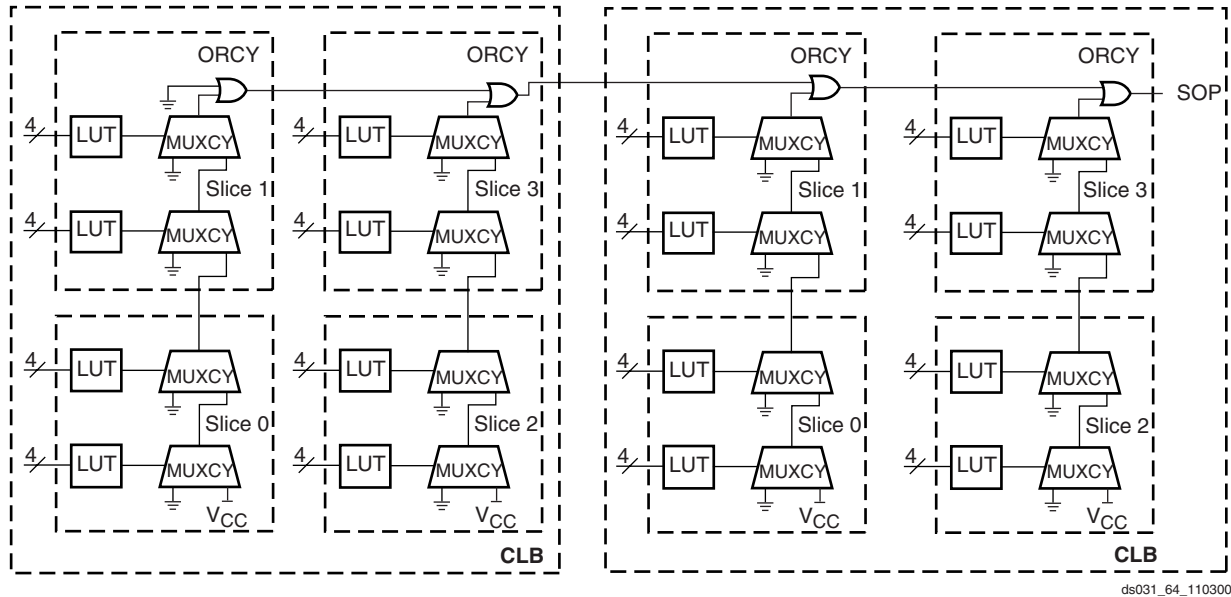 ORCY ORCY ORCY ORCY
SOP
4 LUT MUXCY 4 LUT MUXCY 4 LUT MUXCY 4 LUT MUXCY
Slice 1 Slice 3 Slice 1 Slice 3
4 LUT MUXCY 4 LUT MUXCY 4 LUT MUXCY 4 LUT MUXCY
4 LUT MUXCY 4 LUT MUXCY 4 LUT MUXCY 4 LUT MUXCY
Slice 0 Slice 2 Slice 0 Slice 2
4 LUT MUXCY 4 LUT MUXCY 4 LUT MUXCY 4 LUT MUXCY
VCC VCC VCC VCC
CLB CLB
ds031_64_110300